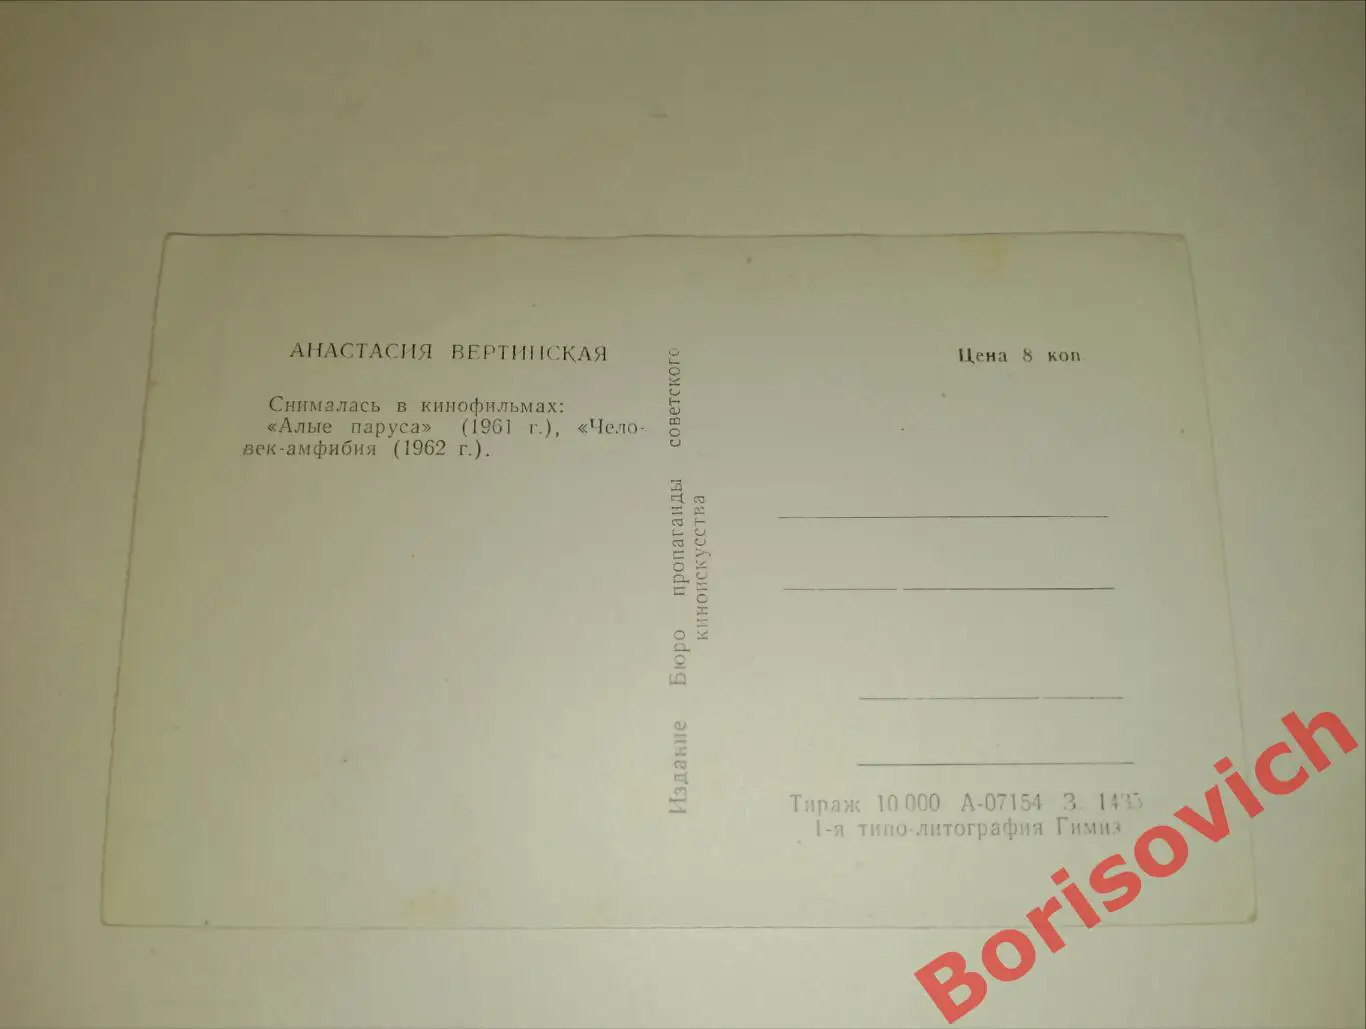 АНАСТАСИЯ ВЕРТИНСКАЯ
Снималась в кинофильмах:
«Алые паруса» (1961 г.), «Чело-
век-амфибия (1962 г.).
Издание Бюро пропаганды советского
киноискусства
Цена 8 коп
Тираж 10 000 А-07154 З. 1435
1-я типо-литография Гимиз
Borisovich